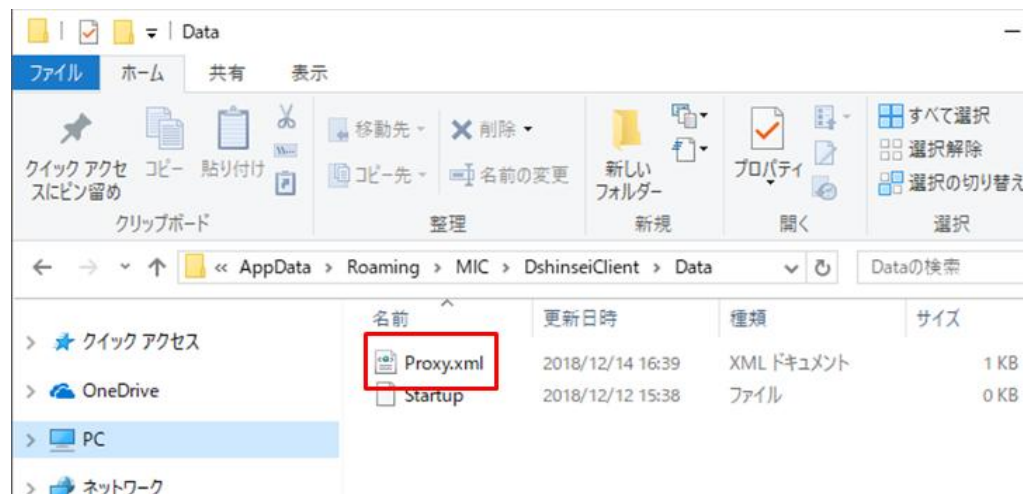 Data
ファイル ホーム 共有 表示
クイック アクセスにピン留め コピー 貼り付け 移動先 コピー先 削除 名前の変更 新しいフォルダー プロパティ すべて選択 選択解除 選択の切り替え
クリップボード 整理 新規 開く 選択
« AppData > Roaming > MIC > DshinseiClient > Data Dataの検索
名前 更新日時 種類 サイズ
クイック アクセス
Proxy.xml 2018/12/14 16:39 XML ドキュメント 1 KB
OneDrive
Startup 2018/12/12 15:38 ファイル 0 KB
PC
ネットワーク